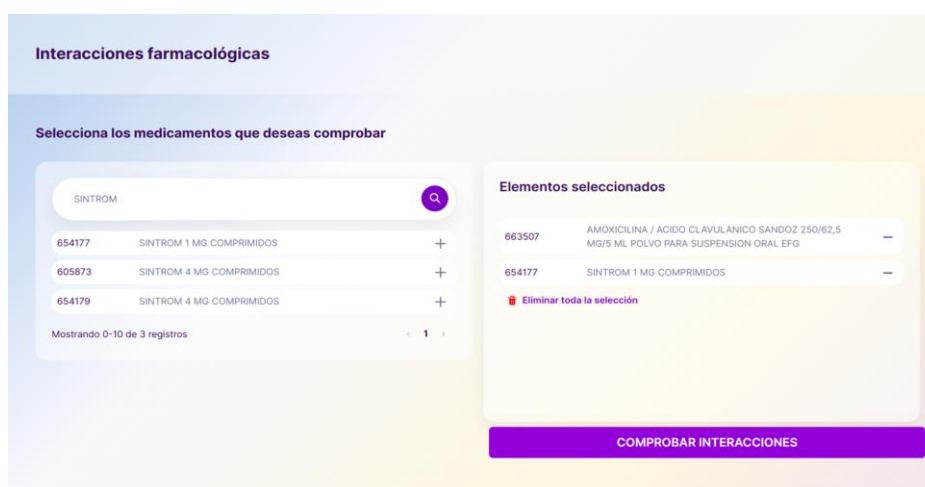 Interacciones farmacológicas
Selecciona los medicamentos que deseas comprobar
SINTROM
654177 SINTROM 1 MG COMPRIMIDOS +
605873 SINTROM 4 MG COMPRIMIDOS +
654179 SINTROM 4 MG COMPRIMIDOS +
Mostrando 0-10 de 3 registros ‹ 1 ›
Elementos seleccionados
663507 AMOXICILINA / ACIDO CLAVULANICO SANDOZ 250/62,5
MG/5 ML POLVO PARA SUSPENSION ORAL EFG −
654177 SINTROM 1 MG COMPRIMIDOS −
Eliminar toda la selección
COMPROBAR INTERACCIONES